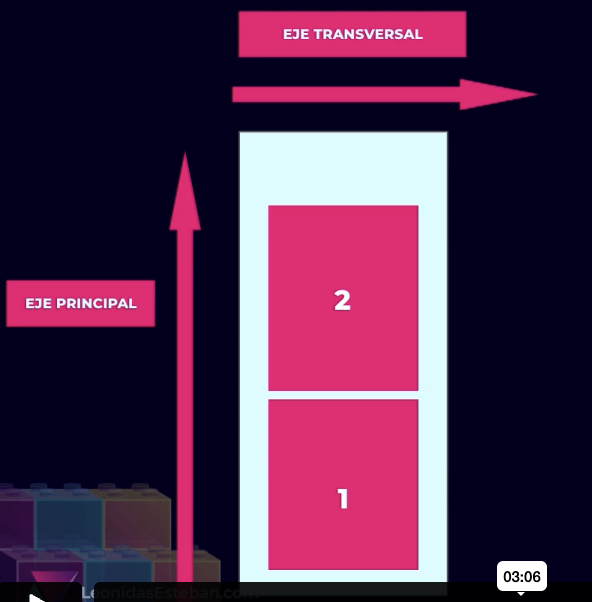 EJE TRANSVERSAL
2
EJE PRINCIPAL
1
03:06
LeonidasEsteban.com